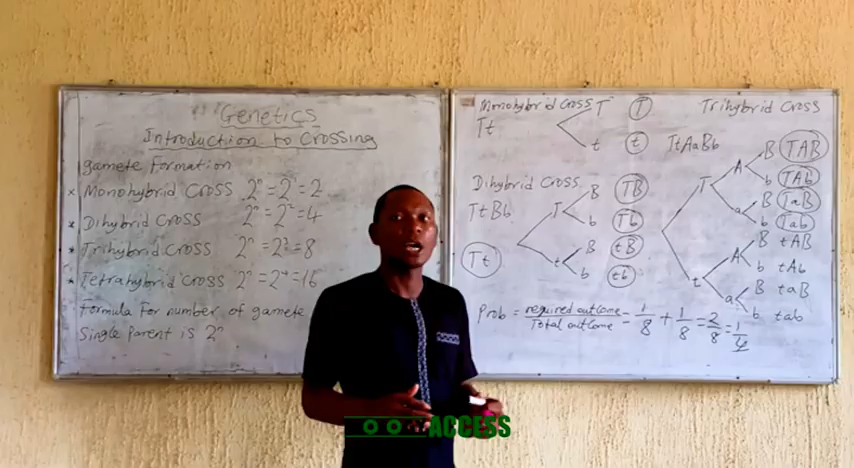 Genetics
Introduction to Crossing
gamete Formation
* Monohybrid Cross 2ⁿ = 2¹ = 2
* Dihybrid Cross 2ⁿ = 2² = 4
* Trihybrid Cross 2ⁿ = 2³ = 8
* Tetrahybrid Cross 2ⁿ = 2⁴ = 16
Formula For number of gamete
Single Parent is 2ⁿ
Monohybrid Cross
Tt
T T
t t
Dihybrid Cross
TtBb
T B TB
b Tb
t B tB
b tb
Tt
Trihybrid Cross
TtAaBb
T A B TAB
b TAb
a B TaB
b Tab
t A B tAB
b tAb
a B taB
b tab
Prob = required outcome / Total outcome = 1/8 + 1/8 = 2/8 = 1/4
ACCESS